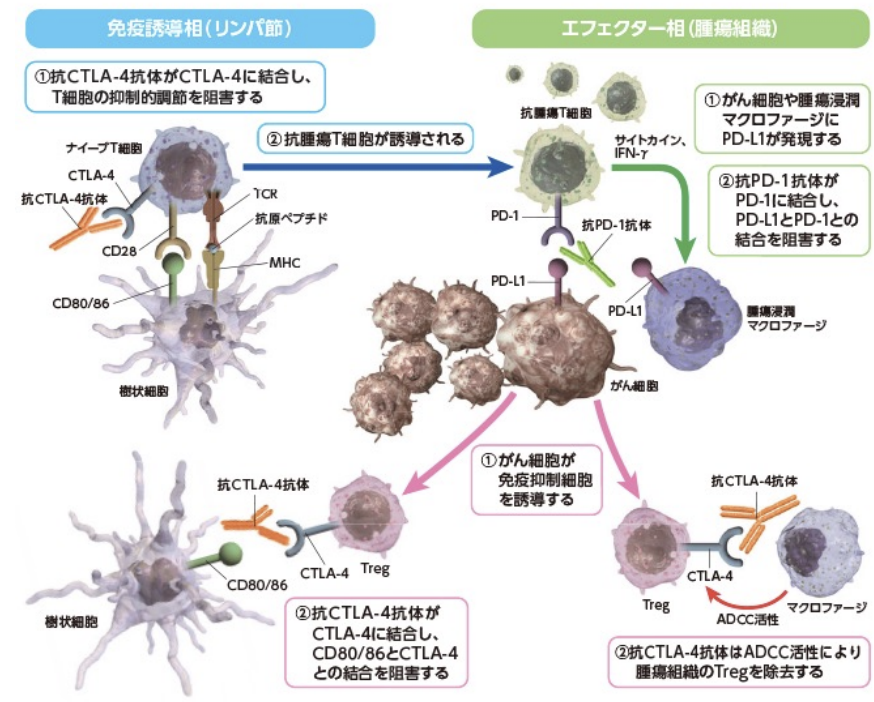 免疫誘導相(リンパ節)
エフェクター相(腫瘍組織)
①抗CTLA-4抗体がCTLA-4に結合し、
T細胞の抑制的調節を阻害する
ナイーブT細胞
CTLA-4
抗CTLA-4抗体
CD28
CD80/86
TCR
抗原ペプチド
MHC
樹状細胞
②抗腫瘍T細胞が誘導される
抗腫瘍T細胞
サイトカイン、
IFN-γ
①がん細胞や腫瘍浸潤
マクロファージに
PD-L1が発現する
②抗PD-1抗体が
PD-1に結合し、
PD-L1とPD-1との
結合を阻害する
PD-1
抗PD-1抗体
PD-L1
PD-L1
腫瘍浸潤
マクロファージ
がん細胞
①がん細胞が
免疫抑制細胞
を誘導する
抗CTLA-4抗体
CTLA-4
Treg
CD80/86
樹状細胞
②抗CTLA-4抗体が
CTLA-4に結合し、
CD80/86とCTLA-4
との結合を阻害する
抗CTLA-4抗体
CTLA-4
Treg
マクロファージ
ADCC活性
②抗CTLA-4抗体はADCC活性により
腫瘍組織のTregを除去する